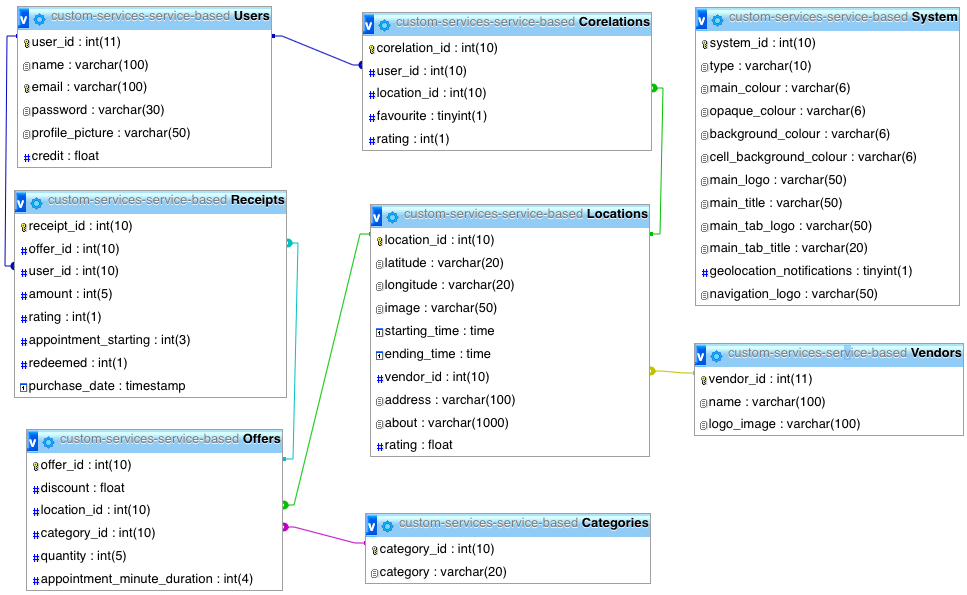 v custom-services-service-based Users
user_id : int(11)
name : varchar(100)
email : varchar(100)
password : varchar(30)
profile_picture : varchar(50)
# credit : float
v custom-services-service-based Corelations
corelation_id : int(10)
# user_id : int(10)
# location_id : int(10)
# favourite : tinyint(1)
# rating : int(1)
v custom-services-service-based System
system_id : int(10)
type : varchar(10)
main_colour : varchar(6)
opaque_colour : varchar(6)
background_colour : varchar(6)
cell_background_colour : varchar(6)
main_logo : varchar(50)
main_title : varchar(50)
main_tab_logo : varchar(50)
main_tab_title : varchar(20)
# geolocation_notifications : tinyint(1)
navigation_logo : varchar(50)
v custom-services-service-based Receipts
receipt_id : int(10)
# offer_id : int(10)
# user_id : int(10)
# amount : int(5)
# rating : int(1)
# appointment_starting : int(3)
# redeemed : int(1)
purchase_date : timestamp
v custom-services-service-based Locations
location_id : int(10)
latitude : varchar(20)
longitude : varchar(20)
image : varchar(50)
starting_time : time
ending_time : time
# vendor_id : int(10)
address : varchar(100)
about : varchar(1000)
# rating : float
v custom-services-service-based Vendors
vendor_id : int(11)
name : varchar(100)
logo_image : varchar(100)
v custom-services-service-based Offers
offer_id : int(10)
# discount : float
# location_id : int(10)
# category_id : int(10)
# quantity : int(5)
# appointment_minute_duration : int(4)
v custom-services-service-based Categories
category_id : int(10)
category : varchar(20)